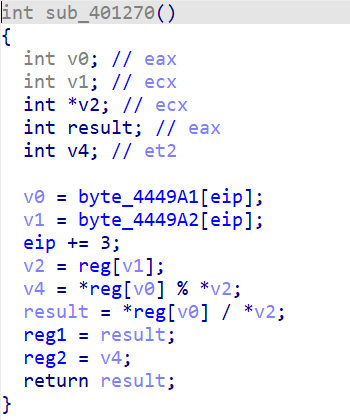 int sub_401270()
{
  int v0; // eax
  int v1; // ecx
  int *v2; // ecx
  int result; // eax
  int v4; // et2

  v0 = byte_4449A1[eip];
  v1 = byte_4449A2[eip];
  eip += 3;
  v2 = reg[v1];
  v4 = *reg[v0] % *v2;
  result = *reg[v0] / *v2;
  reg1 = result;
  reg2 = v4;
  return result;
}